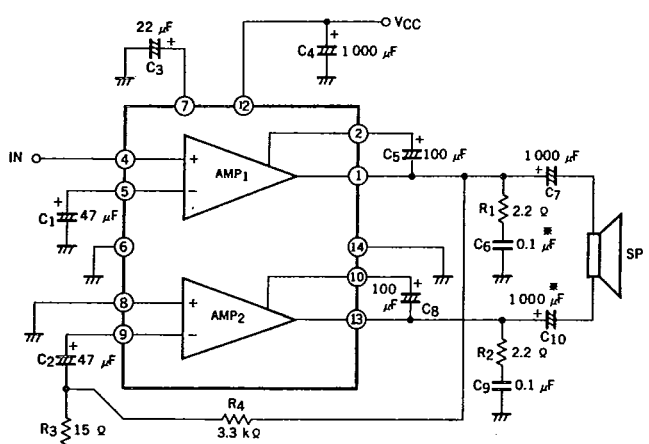 22 μF
+
C3
VCC
+
C4
1 000 μF
7
12
IN
4
+
AMP1
−
5
2
+
C5
100 μF
1
+
C1
47 μF
6
14
1 000 μF
+
C7
R1
2.2 Ω
C6
0.1 μF
※
SP
8
+
AMP2
−
9
10
+
100 μF
C8
13
※
1 000 μF
+
C10
+
C2
47 μF
R2
2.2 Ω
C9
0.1 μF
R3
15 Ω
R4
3.3 kΩ